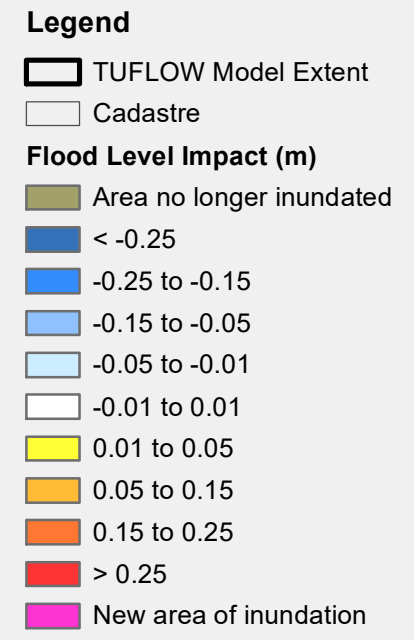 Legend
TUFLOW Model Extent
Cadastre
Flood Level Impact (m)
Area no longer inundated
< -0.25
-0.25 to -0.15
-0.15 to -0.05
-0.05 to -0.01
-0.01 to 0.01
0.01 to 0.05
0.05 to 0.15
0.15 to 0.25
> 0.25
New area of inundation